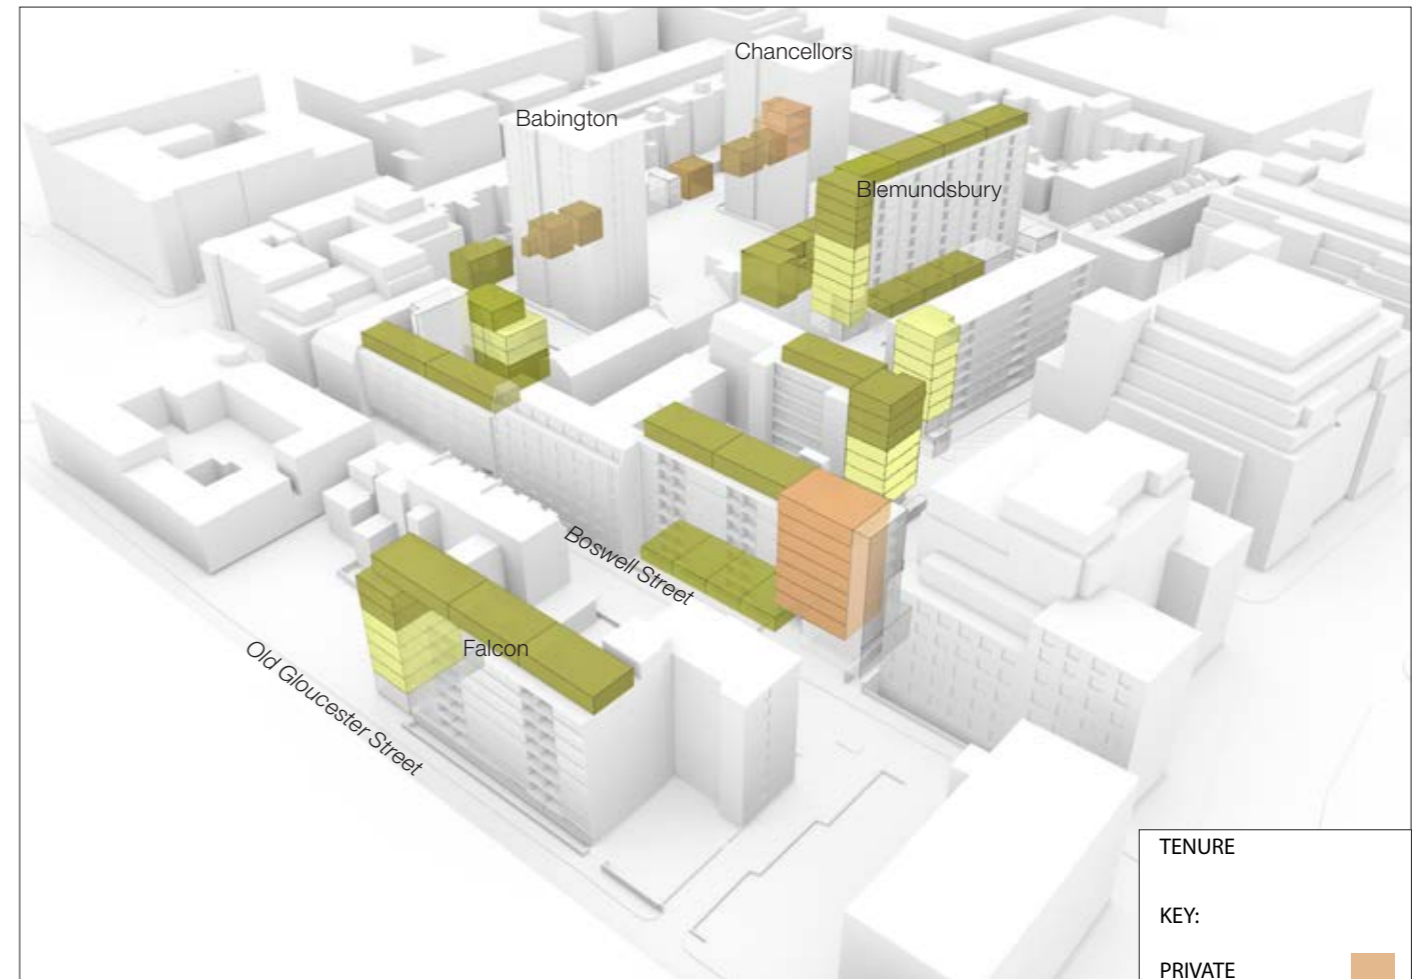 Chancellors
Babington
Blemundsbury
Boswell Street
Falcon
Old Gloucester Street
TENURE
KEY:
PRIVATE